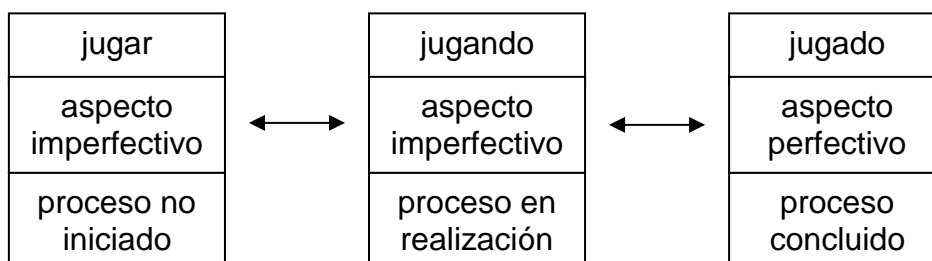 jugar
aspecto
imperfectivo
proceso no
iniciado
jugando
aspecto
imperfectivo
proceso en
realización
jugado
aspecto
perfectivo
proceso
concluido